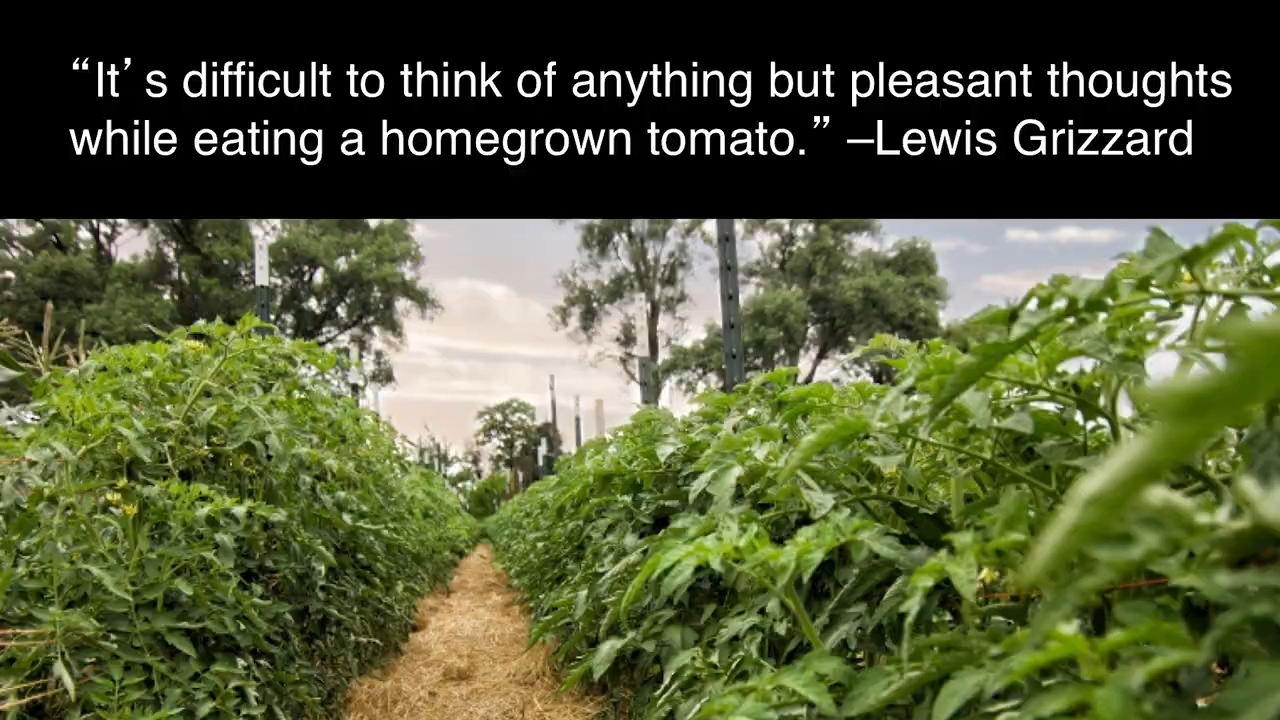 “It’s difficult to think of anything but pleasant thoughts
while eating a homegrown tomato.” –Lewis Grizzard